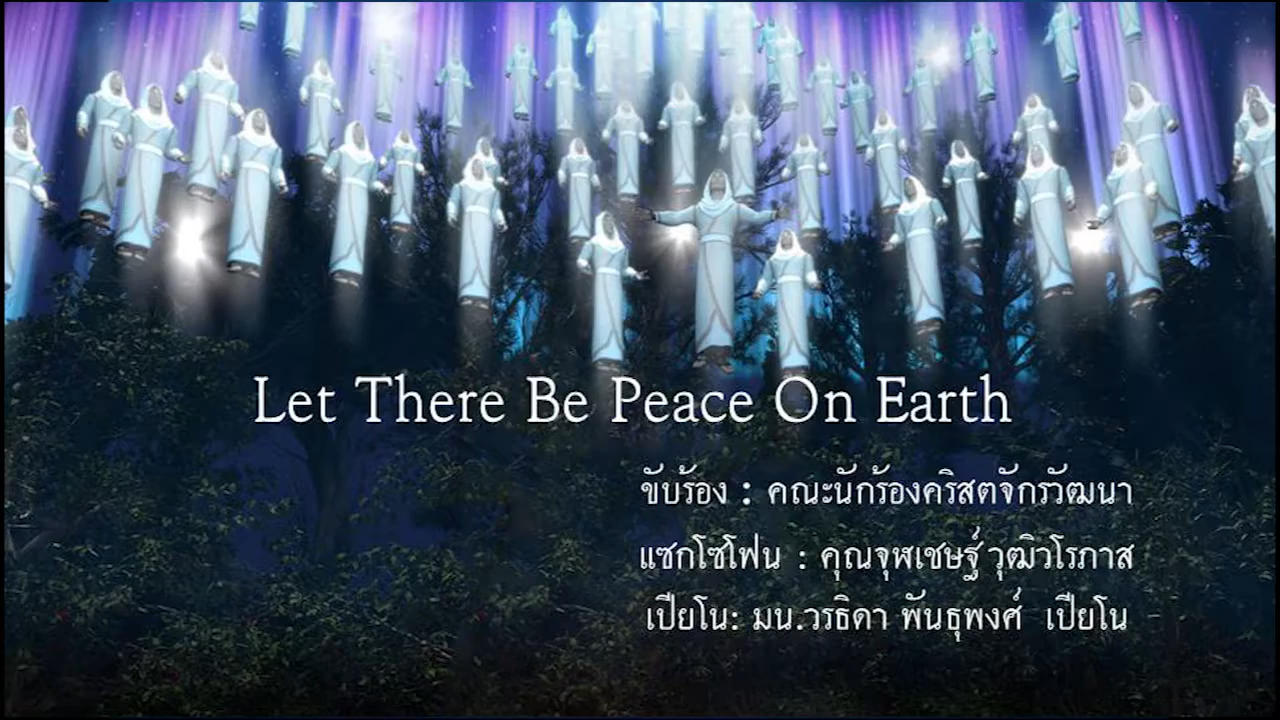 Let There Be Peace On Earth
ขับร้อง : คณะนักร้องคริสตจักรวัฒนา
แซกโซโฟน : คุณจุฬเชษฐ์ วุฒิวโรภาส
เปียโน: มน.วรธิดา พันธุพงศ์ เปียโน